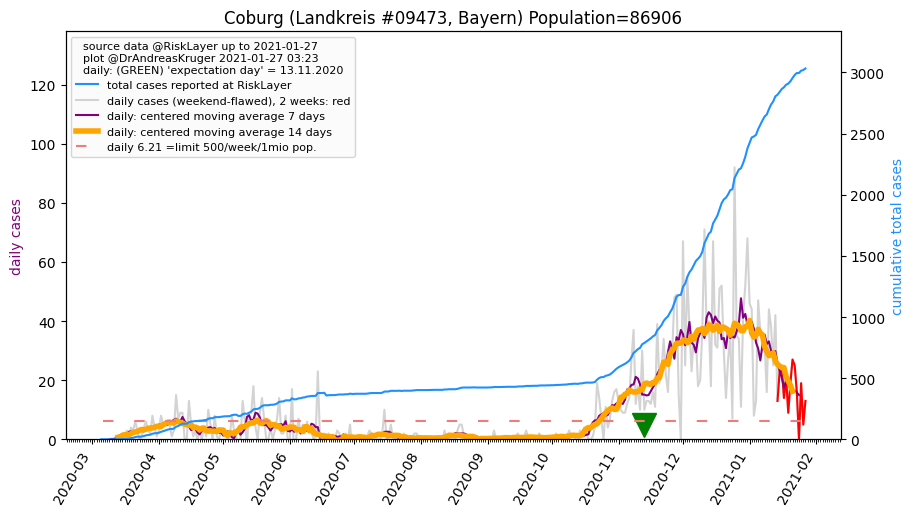 Coburg (Landkreis #09473, Bayern) Population=86906
source data @RiskLayer up to 2021-01-27
plot @DrAndreasKruger 2021-01-27 03:23
daily: (GREEN) 'expectation day' = 13.11.2020
total cases reported at RiskLayer
daily cases (weekend-flawed), 2 weeks: red
daily: centered moving average 7 days
daily: centered moving average 14 days
daily 6.21 =limit 500/week/1mio pop.
daily cases
120
100
80
60
40
20
0
cumulative total cases
3000
2500
2000
1500
1000
500
0
2020-03
2020-04
2020-05
2020-06
2020-07
2020-08
2020-09
2020-10
2020-11
2020-12
2021-01
2021-02